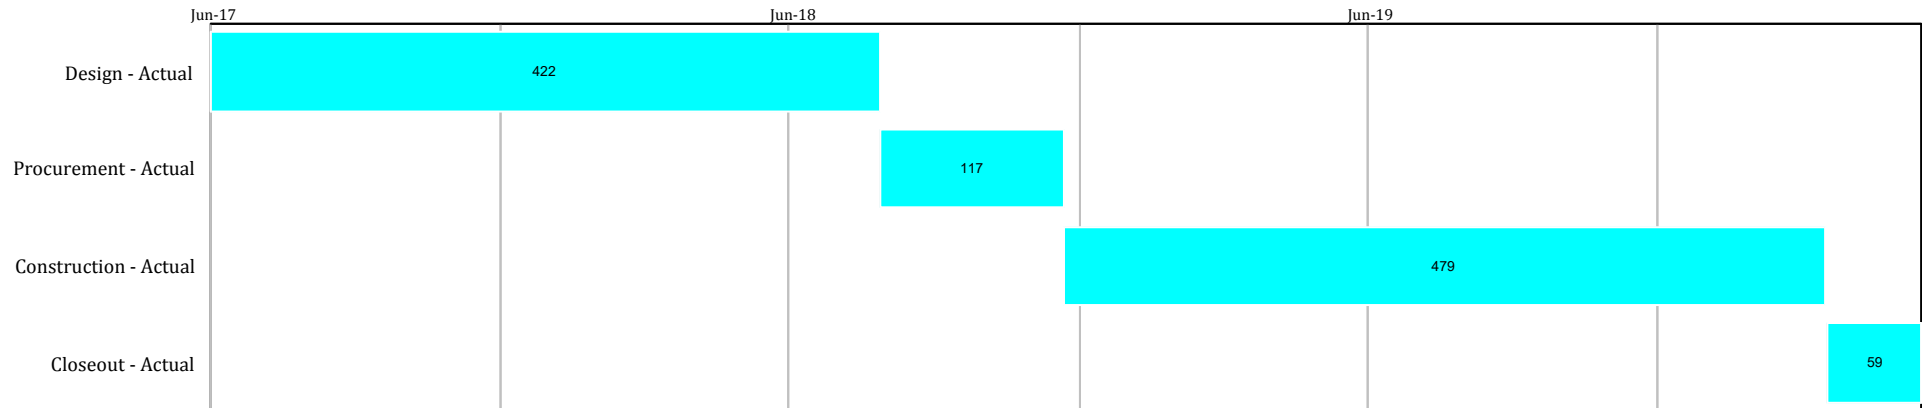 Jun-17 Jun-18 Jun-19
Design - Actual 422
Procurement - Actual 117
Construction - Actual 479
Closeout - Actual 59